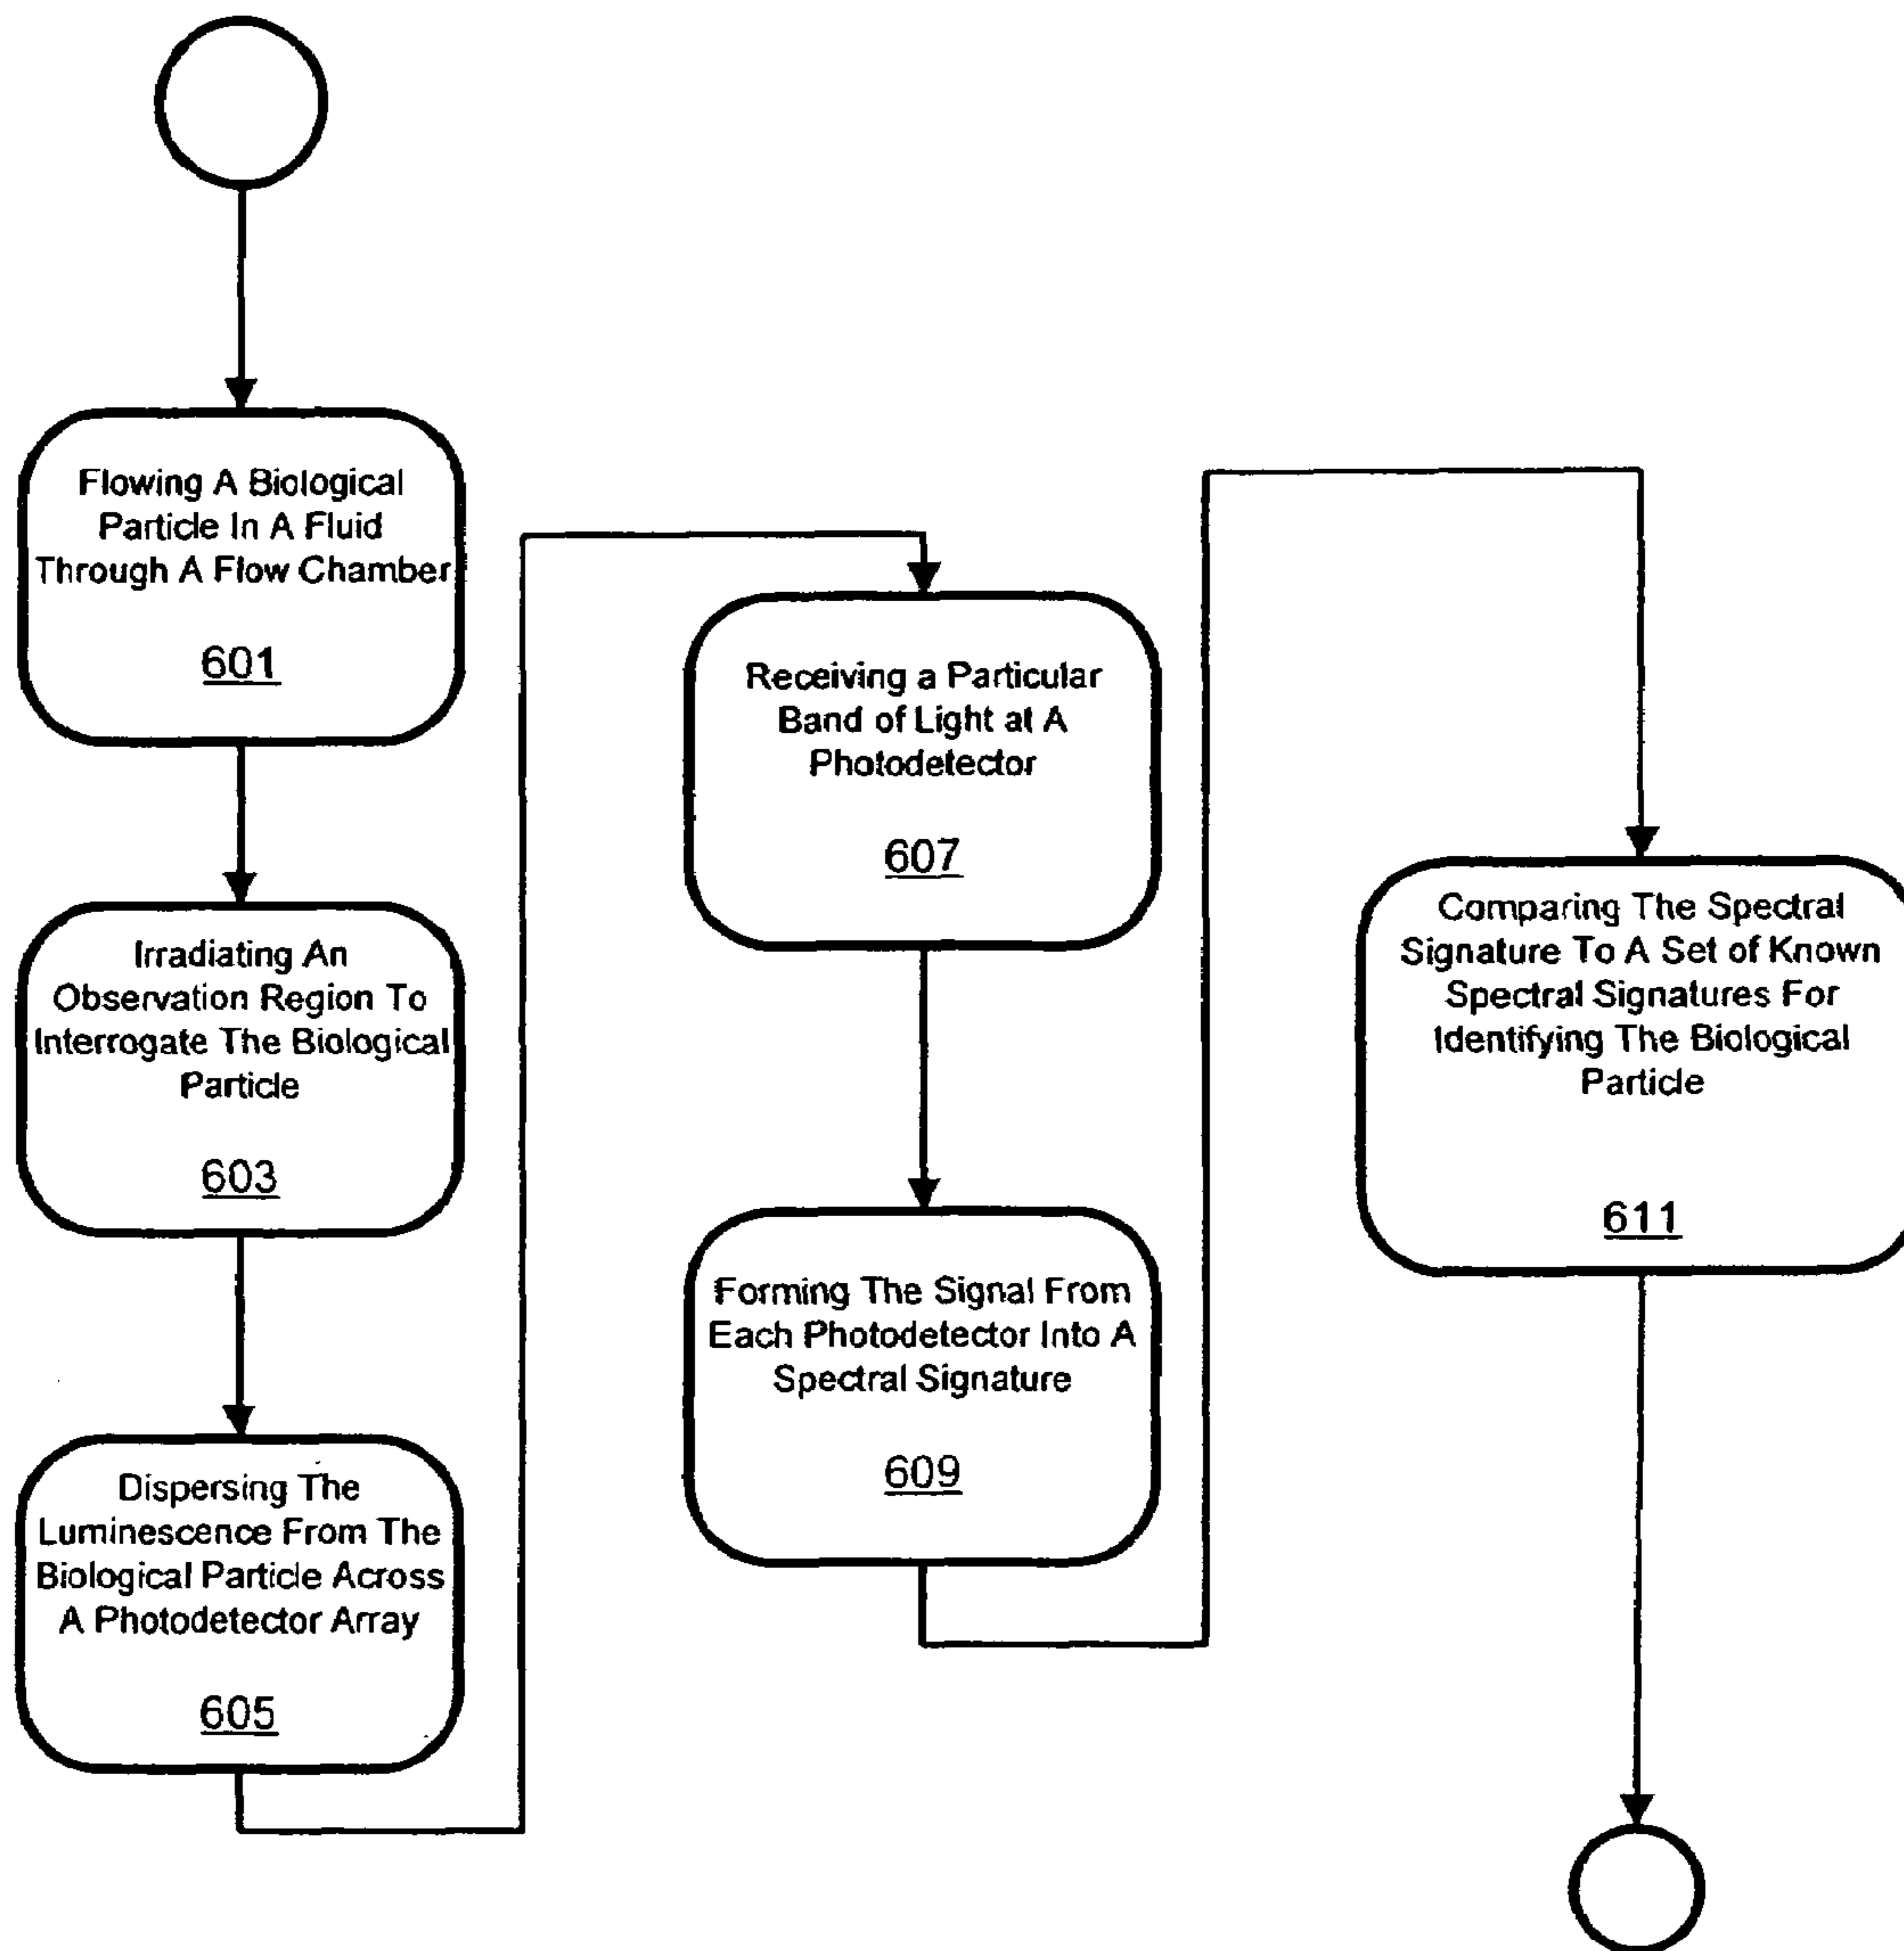 Flowing A Biological
Particle In A Fluid
Through A Flow Chamber
601
Irradiating An
Observation Region To
Interrogate The Biological
Particle
603
Dispersing The
Luminescence From The
Biological Particle Across
A Photodetector Array
605
Receiving a Particular
Band of Light at A
Photodetector
607
Forming The Signal From
Each Photodetector Into A
Spectral Signature
609
Comparing The Spectral
Signature To A Set of Known
Spectral Signatures For
Identifying The Biological
Particle
611